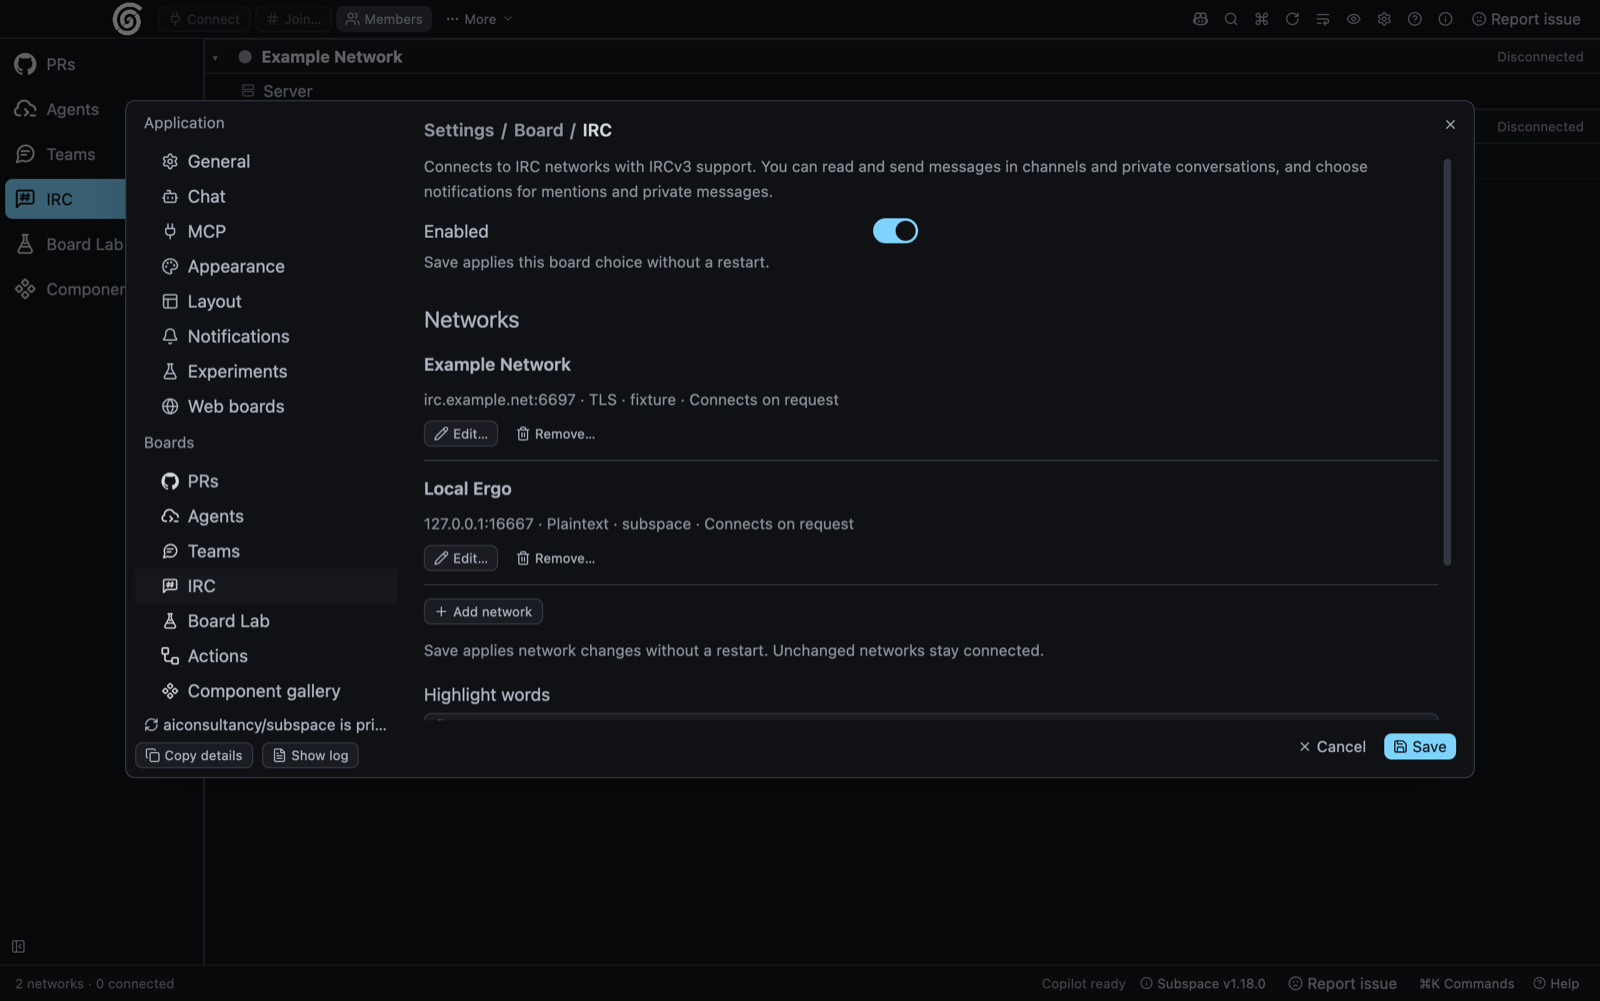 Connect
Join...
Members
More
Report issue
PRs
Agents
Teams
IRC
Board Lab
Componen
Example Network
Disconnected
Server
Disconnected
Application
General
Chat
MCP
Appearance
Layout
Notifications
Experiments
Web boards
Boards
PRs
Agents
Teams
IRC
Board Lab
Actions
Component gallery
aiconsultancy/subspace is pri...
Copy details
Show log
Settings / Board / IRC
Connects to IRC networks with IRCv3 support. You can read and send messages in channels and private conversations, and choose
notifications for mentions and private messages.
Enabled
Save applies this board choice without a restart.
Networks
Example Network
irc.example.net:6697 · TLS · fixture · Connects on request
Edit...
Remove...
Local Ergo
127.0.0.1:16667 · Plaintext · subspace · Connects on request
Edit...
Remove...
+ Add network
Save applies network changes without a restart. Unchanged networks stay connected.
Highlight words
Cancel
Save
2 networks · 0 connected
Copilot ready
Subspace v1.18.0
Report issue
⌘K Commands
Help